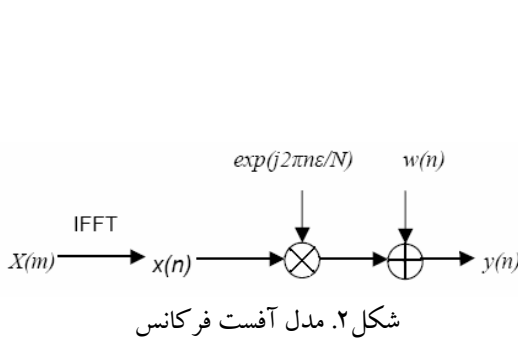 exp(j2πnε/N) w(n)
IFFT
X(m) x(n) y(n)
شکل۲. مدل آفست فرکانس